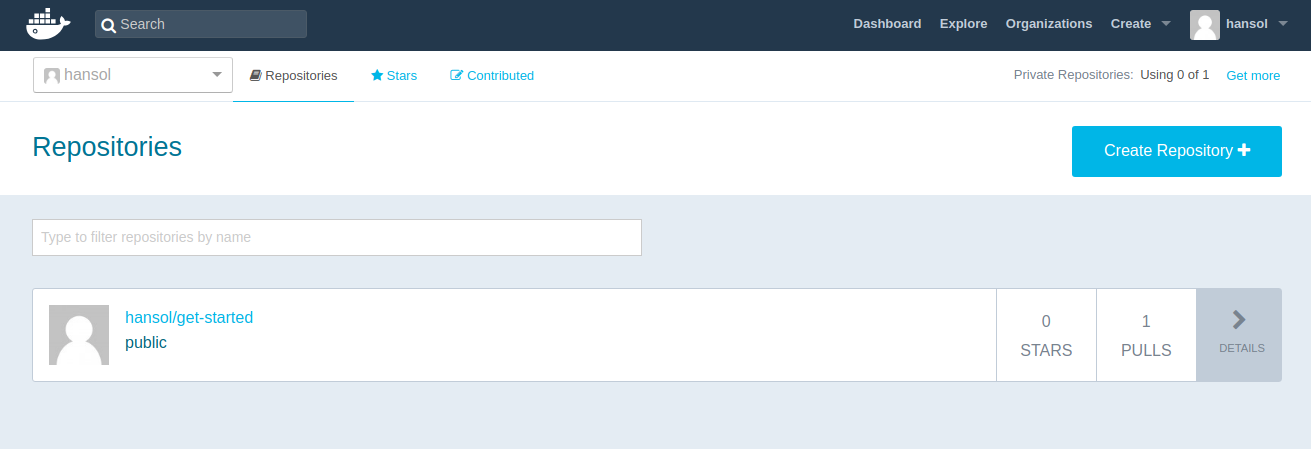 Search
Dashboard Explore Organizations Create hansol
hansol Repositories Stars Contributed Private Repositories: Using 0 of 1 Get more
Repositories
Create Repository
Type to filter repositories by name
hansol/get-started
public
0
STARS
1
PULLS
DETAILS